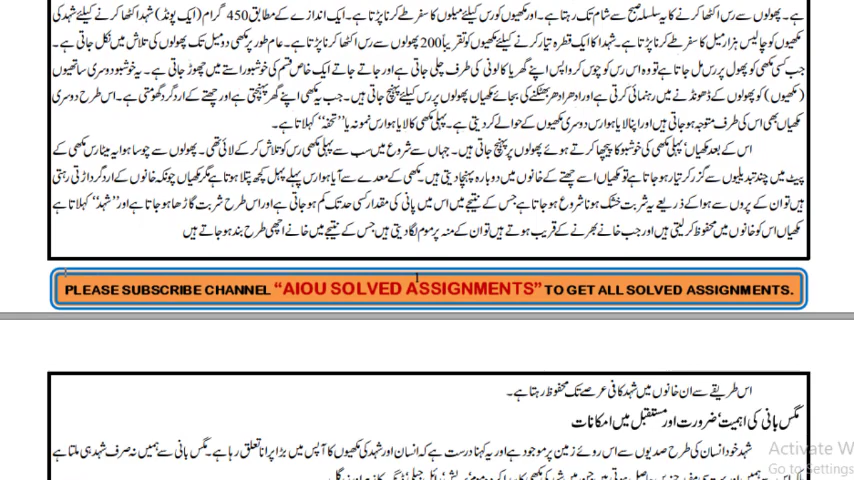 ہے۔ پھولوں سے رس اکٹھا کرنے کا یہ سلسلہ صبح سے شام تک رہتا ہے۔ اور مکھیوں کو رس کیلئے میلوں کا سفر طے کرنا پڑتا ہے۔ ایک اندازے کے مطابق 450 گرام (ایک پونڈ) شہد اکٹھا کرنے کیلئے شہد کی
مکھیوں کو چالیس ہزار میل کا سفر طے کرنا پڑتا ہے۔ شہد کا ایک قطرہ تیار کرنے کیلئے مکھیوں کو تقریباً 200 پھولوں سے رس اکٹھا کرنا پڑتا ہے۔ عام طور پر مکھی دو میل تک پھولوں کی تلاش میں نکل جاتی ہے۔
جب کسی مکھی کو پھول پر رس مل جاتا ہے تو وہ اس رس کو چوس کر واپس اپنے گھر یا کالونی کی طرف چلی جاتی ہے اور جاتے جاتے ایک خاص قسم کی خوشبو راستے میں چھوڑ جاتی ہے۔ یہ خوشبو دوسری ساتھیوں
(مکھیوں) کو پھولوں کے ڈھونڈنے میں رہنمائی کرتی ہے اور ادھر ادھر بھٹکنے کی بجائے مکھیاں پھولوں پر رس کیلئے پہنچ جاتی ہیں۔ جب یہ مکھی اپنے گھر پہنچتی ہے اور چھتے کے اردگرد گھومتی ہے۔ اس طرح دوسری
مکھیاں بھی اس کی طرف متوجہ ہو جاتی ہیں اور اپنا لایا ہوا رس دوسری مکھیوں کے حوالے کر دیتی ہے۔ پہلی مکھی کا لایا ہوا رس نمونہ یا "تحفہ" کہلاتا ہے۔
اس کے بعد مکھیاں پہلی مکھی کی خوشبو کا پیچھا کرتے ہوئے پھولوں پر پہنچ جاتی ہیں۔ جہاں سے شروع میں سب سے پہلی مکھی رس کو تلاش کر کے لائی تھی۔ پھولوں سے چوسا ہوا یہ میٹھا رس مکھی کے
پیٹ میں چند تبدیلیوں سے گزر کر تیار ہو جاتا ہے تو مکھیاں اسے چھتے کے خانوں میں دوبارہ پہنچا دیتی ہیں۔ مکھی کے معدے سے آیا ہوا رس پہلے پہل کچھ پتلا ہوتا ہے مگر مکھیاں چونکہ خانوں کے اردگرد اڑتی رہتی
ہیں تو ان کے پروں سے ہوا کے ذریعے یہ شربت خشک ہونا شروع ہو جاتا ہے جس کے نتیجے میں اس میں پانی کی مقدار کسی حد تک کم ہو جاتی ہے اور اس طرح شربت گاڑھا ہو جاتا ہے اور "شہد" کہلاتا ہے
مکھیاں اس کو خانوں میں محفوظ کر لیتی ہیں اور جب خانے بھرنے کے قریب ہوتے ہیں تو ان کے منہ پر موم لگا دیتی ہیں جس کے نتیجے میں خانے اچھی طرح بند ہو جاتے ہیں
1
PLEASE SUBSCRIBE CHANNEL "AIOU SOLVED ASSIGNMENTS" TO GET ALL SOLVED ASSIGNMENTS.
اس طریقے سے ان خانوں میں شہد کافی عرصے تک محفوظ رہتا ہے۔
مگس بانی کی اہمیت، ضرورت اور مستقبل میں امکانات
شہد خود انسان کی طرح صدیوں سے اس روئے زمین پر موجود ہے اور یہ کہنا درست ہے کہ انسان اور شہد کی مکھیوں کا آپس میں بڑا پرانا تعلق رہا ہے۔ مگس بانی سے ہمیں نہ صرف شہد ہی ملتا ہے
Activate W
Go to Settings